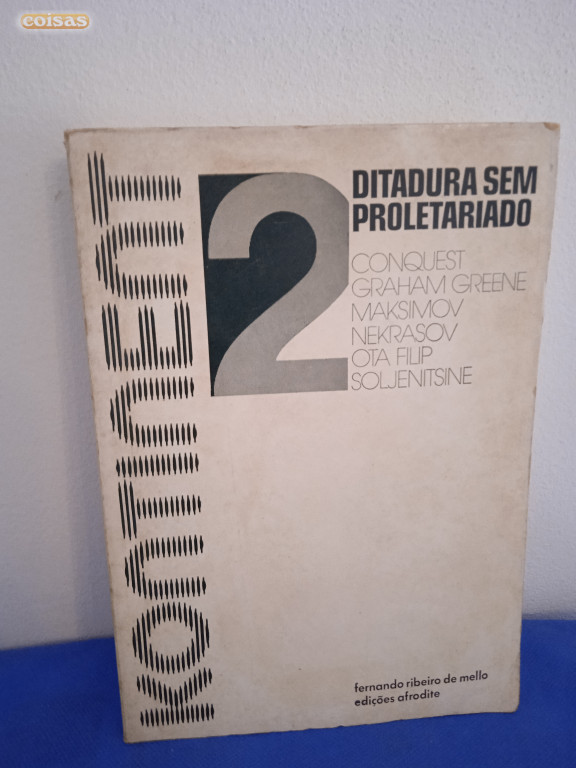 coisas
KONTINENT
2
DITADURA SEM
PROLETARIADO
CONQUEST
GRAHAM GREENE
MAKSIMOV
NEKRASOV
OTA FILIP
SOLJENITSINE
fernando ribeiro de mello
edições afrodite